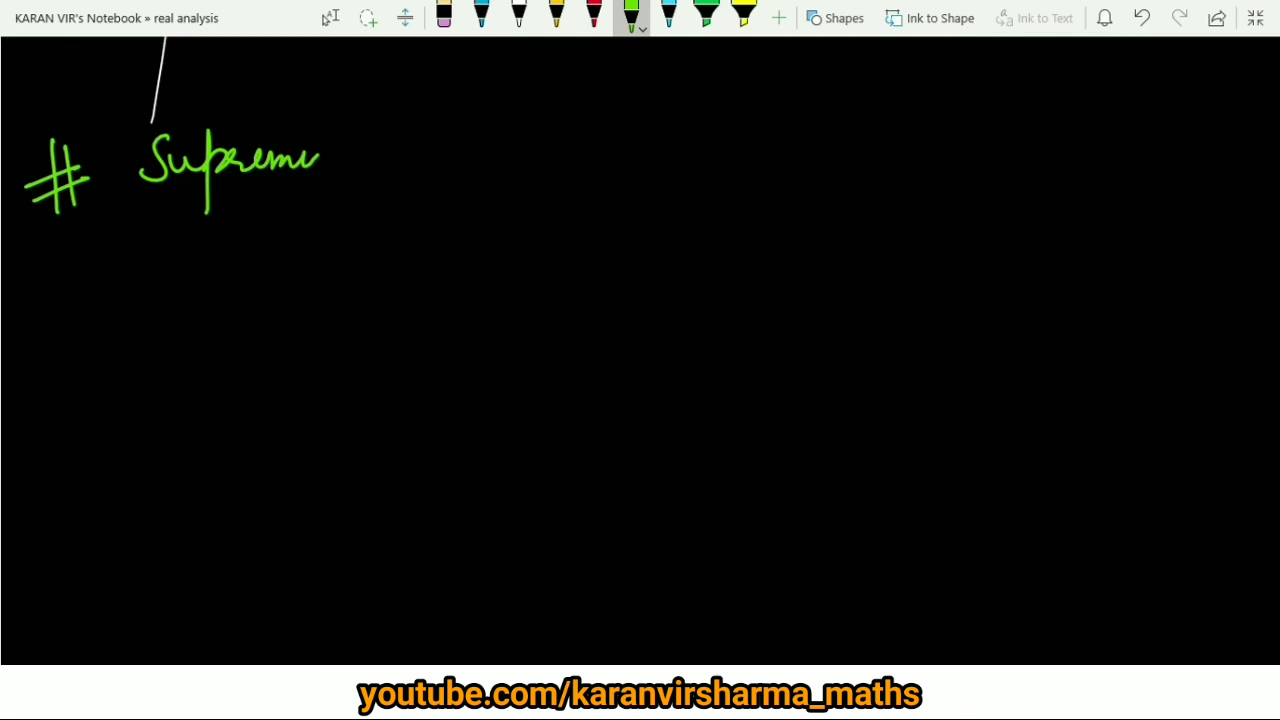 KARAN VIR's Notebook » real analysis
Shapes
Ink to Shape
Ink to Text
# Supremu
youtube.com/karanvirsharma_maths